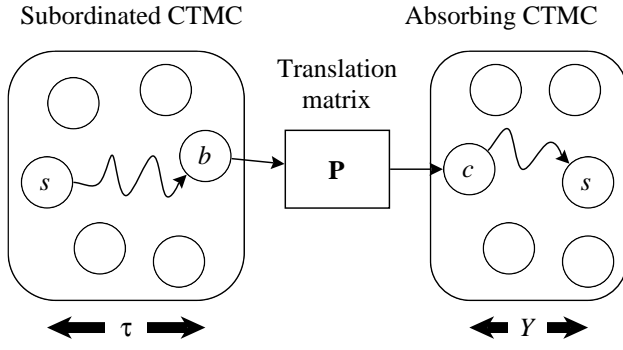 Subordinated CTMC
Absorbing CTMC
Translation
matrix
s
b
P
c
s
τ
Y